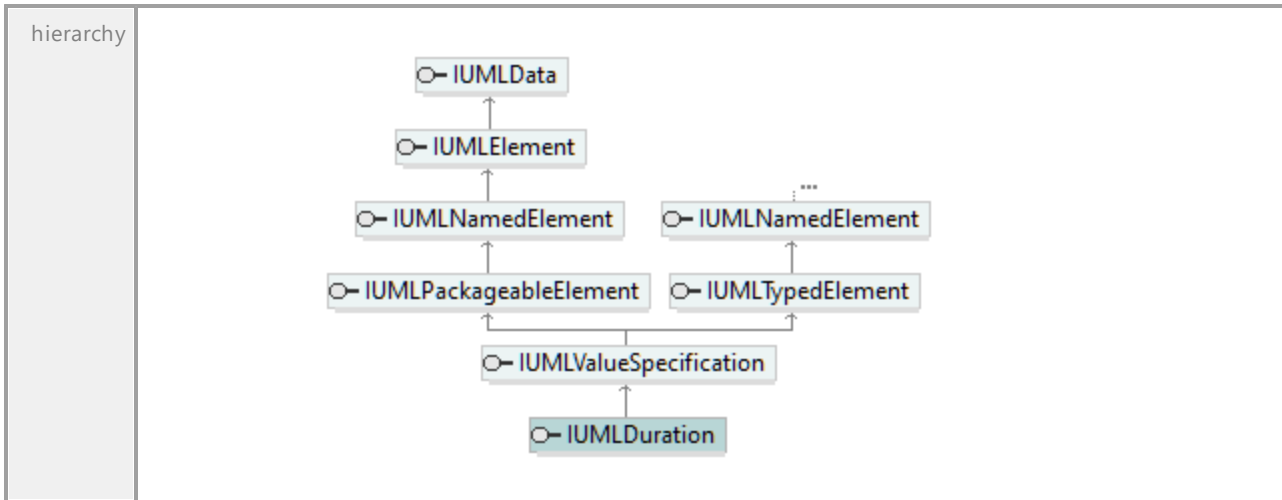 hierarchy
IUMLData
IUMLElement
...
IUMLNamedElement IUMLNamedElement
IUMLPackageableElement IUMLTypedElement
IUMLValueSpecification
IUMLDuration